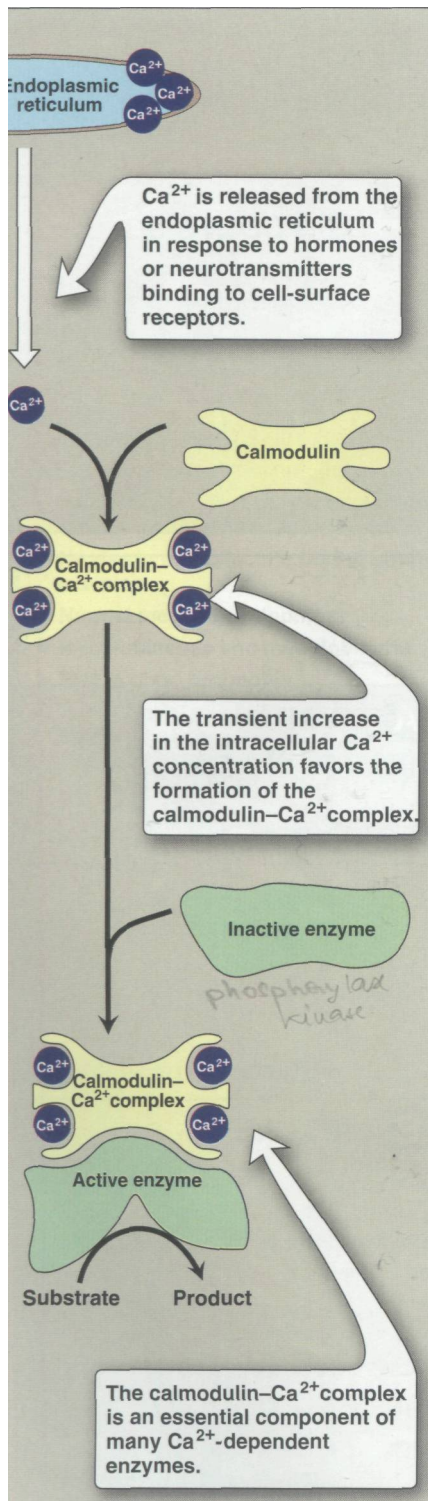 Ca2+
Ca2+
Ca2+
Endoplasmic
reticulum
Ca2+ is released from the
endoplasmic reticulum
in response to hormones
or neurotransmitters
binding to cell-surface
receptors.
Ca2+
Calmodulin
Ca2+
Ca2+
Calmodulin–
Ca2+ complex
Ca2+
Ca2+
The transient increase
in the intracellular Ca2+
concentration favors the
formation of the
calmodulin–Ca2+ complex.
Inactive enzyme
kinase
Ca2+
Ca2+
Calmodulin–
Ca2+ complex
Ca2+
Ca2+
Active enzyme
Substrate Product
The calmodulin–Ca2+ complex
is an essential component of
many Ca2+-dependent
enzymes.